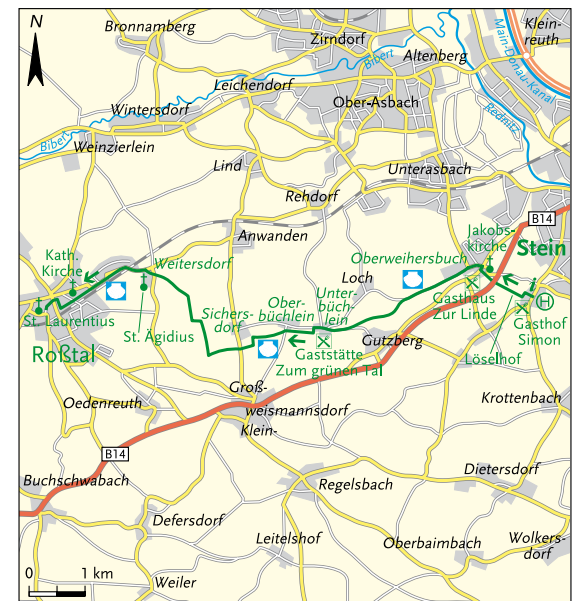 N
Bronnamberg
Zirndorf
Klein-
reuth
Altenberg
Bibert
Main-Donau-Kanal
Leichendorf
Ober-Asbach
Rednitz
Wintersdorf
Bibert
Weinzierlein
Lind
Unterasbach
Rehdorf
B14
Anwanden
Jakobs-
kirche
Stein
Kath.
Kirche
Weitersdorf
Oberweihersbuch
Loch
St. Laurentius
St. Ägidius
Sichers-
dorf
Ober-
büchlein
Unter-
büch-
lein
Gasthaus
Zur Linde
H
Gasthof
Simon
Roßtal
Gutzberg
Gaststätte
Zum grünen Tal
Löselhof
Groß-
weismannsdorf
Klein-
Oedenreuth
Krottenbach
B14
Buchschwabach
Regelsbach
Dietersdorf
Defersdorf
Leitelshof
Oberbaimbach
Wolkers-
dorf
Weiler
0 1 km